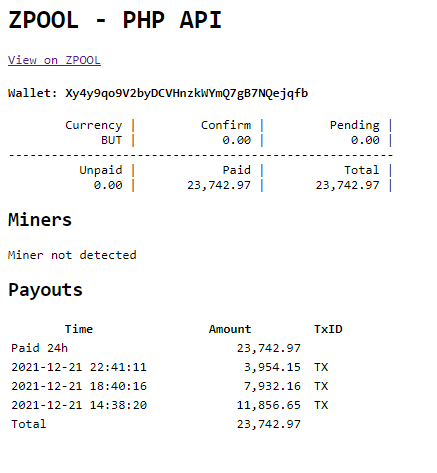 ZPOOL - PHP API
View on ZPOOL
Wallet: Xy4y9qo9V2byDCVHnzkWYmQ7gB7NQejqfb
Currency | Confirm | Pending |
BUT | 0.00 | 0.00 |
------------------------------------------------------
Unpaid | Paid | Total |
0.00 | 23,742.97 | 23,742.97 |
Miners
Miner not detected
Payouts
Time Amount TxID
Paid 24h 23,742.97
2021-12-21 22:41:11 3,954.15 TX
2021-12-21 18:40:16 7,932.16 TX
2021-12-21 14:38:20 11,856.65 TX
Total 23,742.97